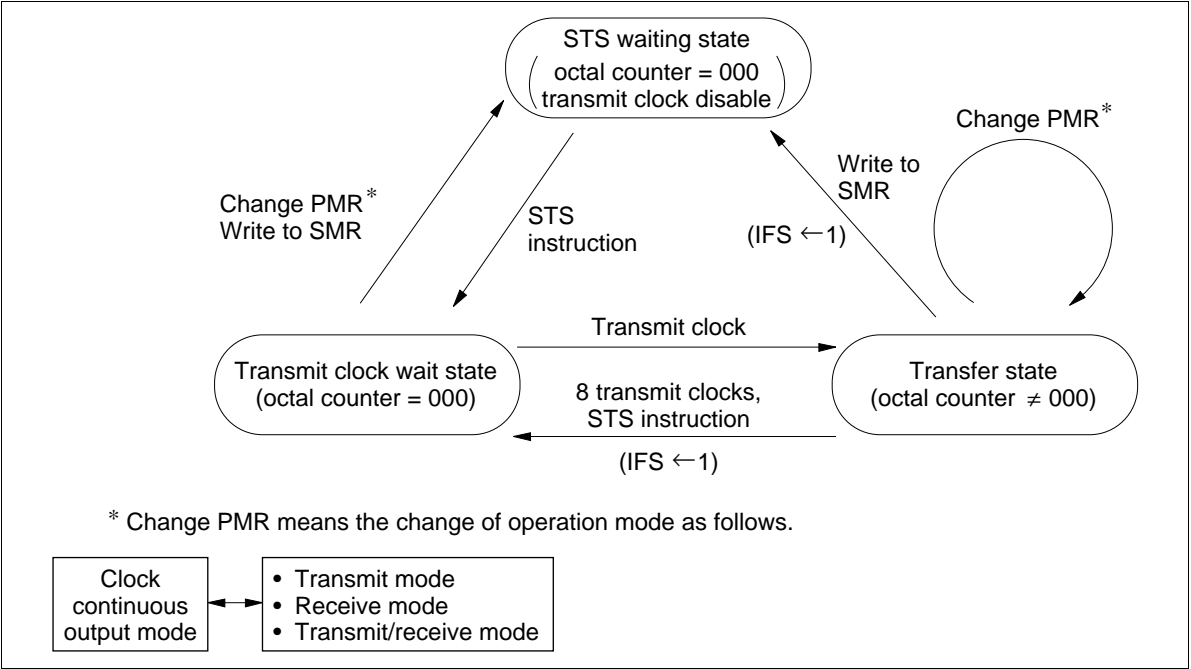 STS waiting state
octal counter = 000
transmit clock disable
Change PMR*
Write to
SMR
Change PMR*
Write to SMR
STS
instruction
(IFS ←1)
Transmit clock
Transmit clock wait state
(octal counter = 000)
Transfer state
(octal counter ≠ 000)
8 transmit clocks,
STS instruction
(IFS ←1)
* Change PMR means the change of operation mode as follows.
Clock
continuous
output mode
• Transmit mode
• Receive mode
• Transmit/receive mode